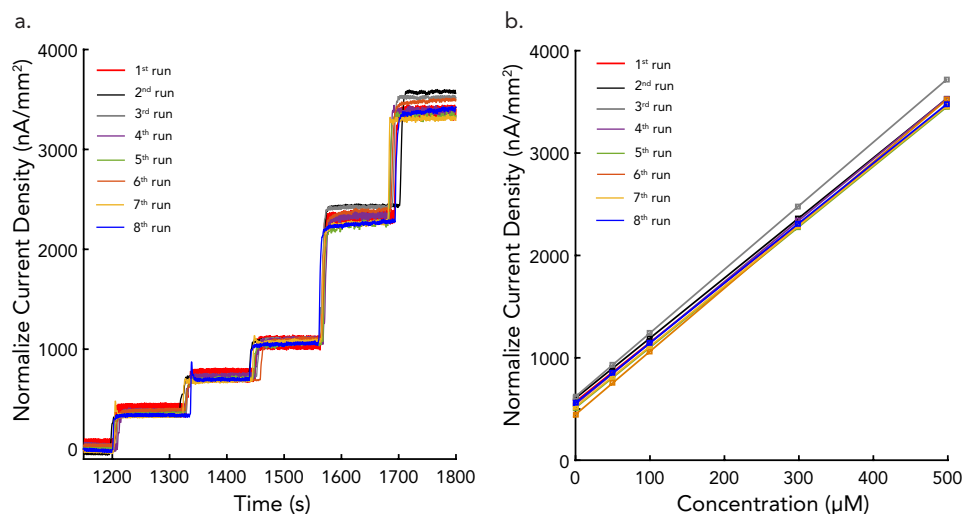 a.
Normalize Current Density (nA/mm²)
4000
3000
2000
1000
0
1st run
2nd run
3rd run
4th run
5th run
6th run
7th run
8th run
1200 1300 1400 1500 1600 1700 1800
Time (s)
b.
Normalize Current Density (nA/mm²)
4000
3000
2000
1000
0
1st run
2nd run
3rd run
4th run
5th run
6th run
7th run
8th run
0 100 200 300 400 500
Concentration (µM)